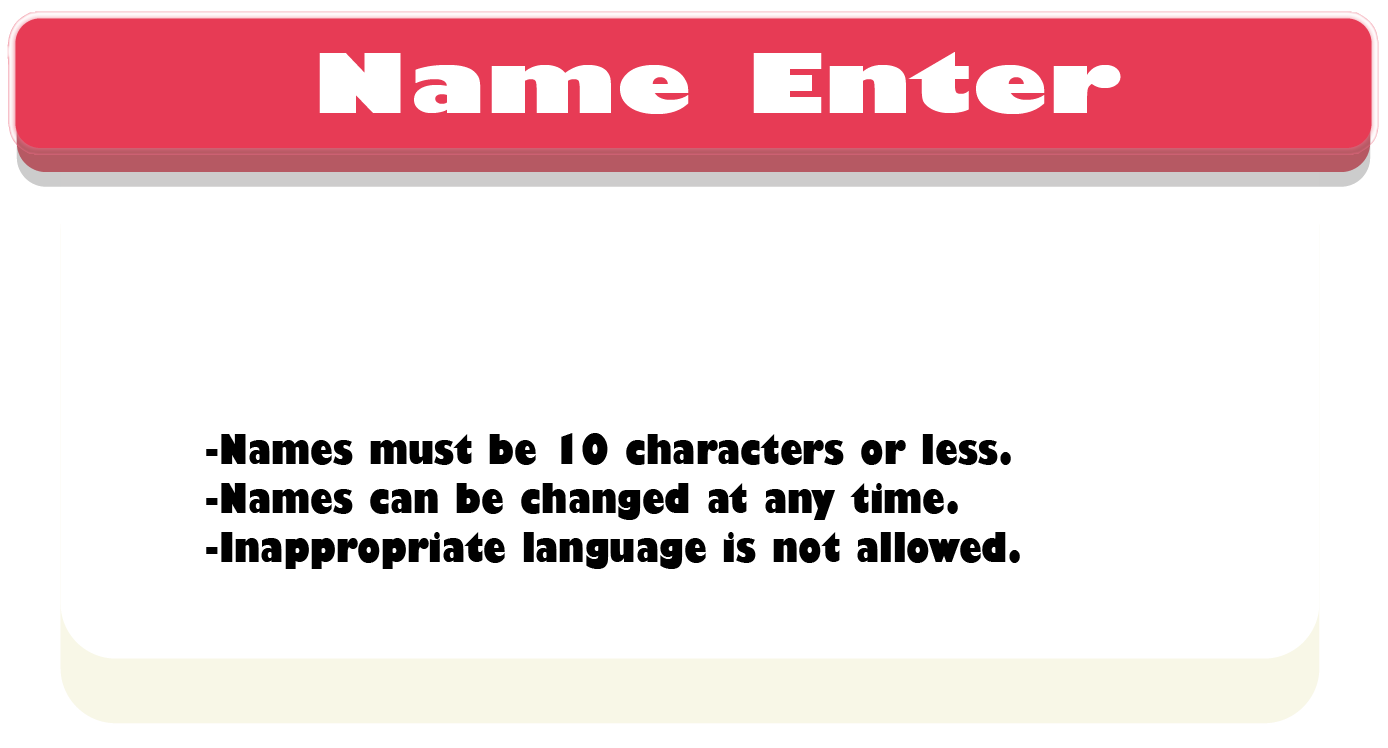 Name Enter
-Names must be 10 characters or less.
-Names can be changed at any time.
-Inappropriate language is not allowed.